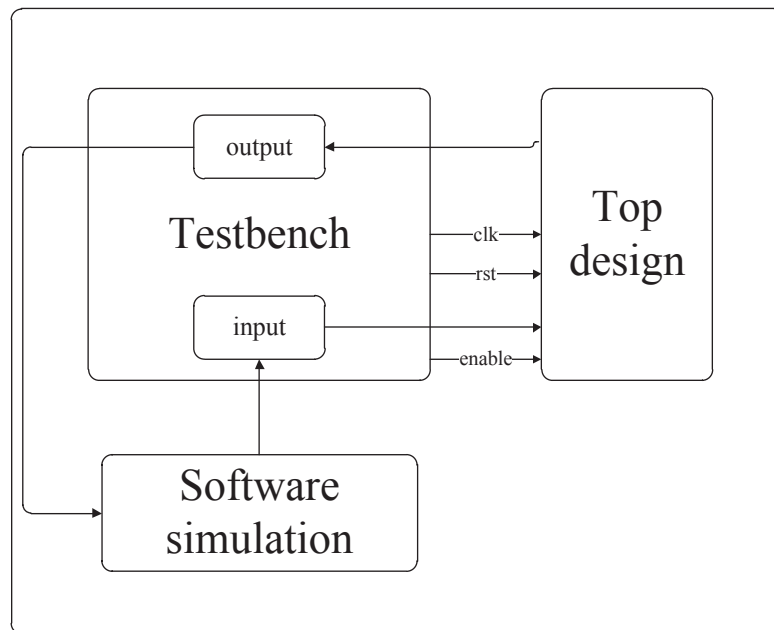 output
Testbench
clk
rst
input
enable
Top
design
Software
simulation